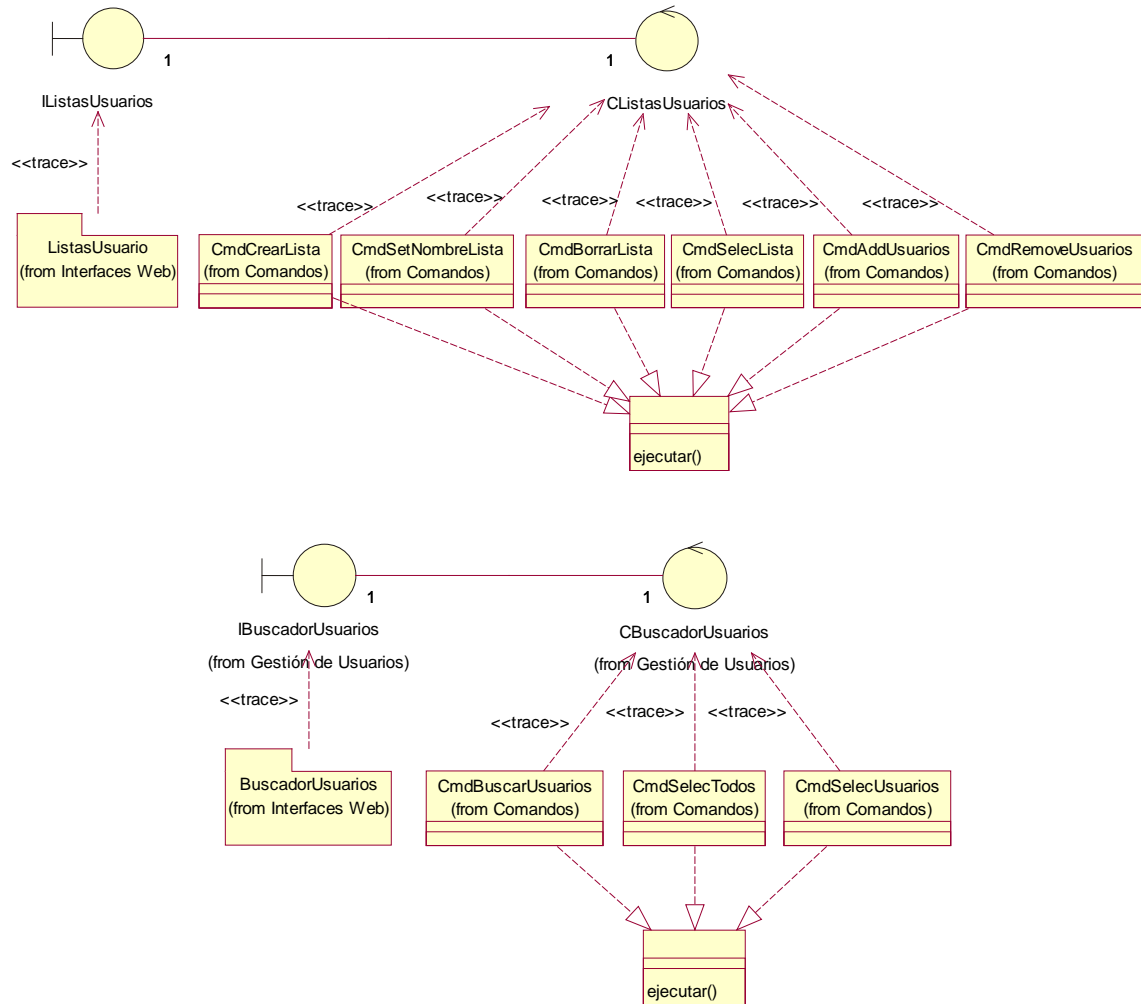 1
1
IListasUsuarios
CListasUsuarios
<<trace>>
<<trace>>
<<trace>>
<<trace>>
<<trace>>
<<trace>>
<<trace>>
ListasUsuario
(from Interfaces Web)
CmdCrearLista
(from Comandos)
CmdSetNombreLista
(from Comandos)
CmdBorrarLista
(from Comandos)
CmdSelecLista
(from Comandos)
CmdAddUsuarios
(from Comandos)
CmdRemoveUsuarios
(from Comandos)
ejecutar()
1
1
IBuscadorUsuarios
(from Gestión de Usuarios)
CBuscadorUsuarios
(from Gestión de Usuarios)
<<trace>>
<<trace>>
<<trace>>
<<trace>>
BuscadorUsuarios
(from Interfaces Web)
CmdBuscarUsuarios
(from Comandos)
CmdSelecTodos
(from Comandos)
CmdSelecUsuarios
(from Comandos)
ejecutar()